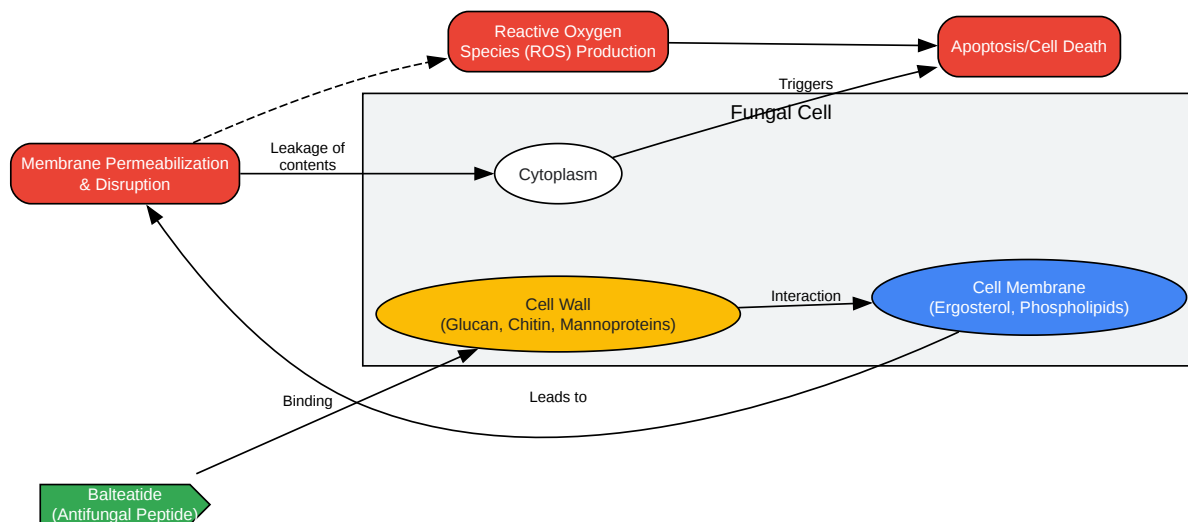 Reactive Oxygen
Species (ROS) Production
Apoptosis/Cell Death
Triggers
Fungal Cell
Membrane Permeabilization
& Disruption
Leakage of
contents
Cytoplasm
Cell Wall
(Glucan, Chitin, Mannoproteins)
Interaction
Cell Membrane
(Ergosterol, Phospholipids)
Binding
Leads to
Balteatide
(Antifungal Peptide)